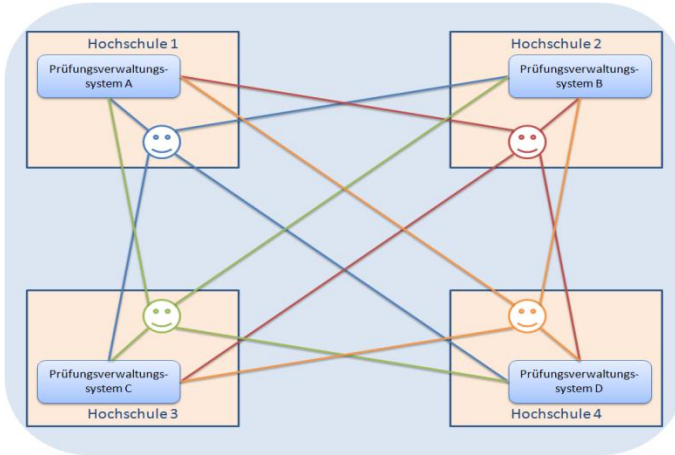 Hochschule 1
Prüfungsverwaltungs-
system A
Hochschule 2
Prüfungsverwaltungs-
system B
Prüfungsverwaltungs-
system C
Hochschule 3
Prüfungsverwaltungs-
system D
Hochschule 4